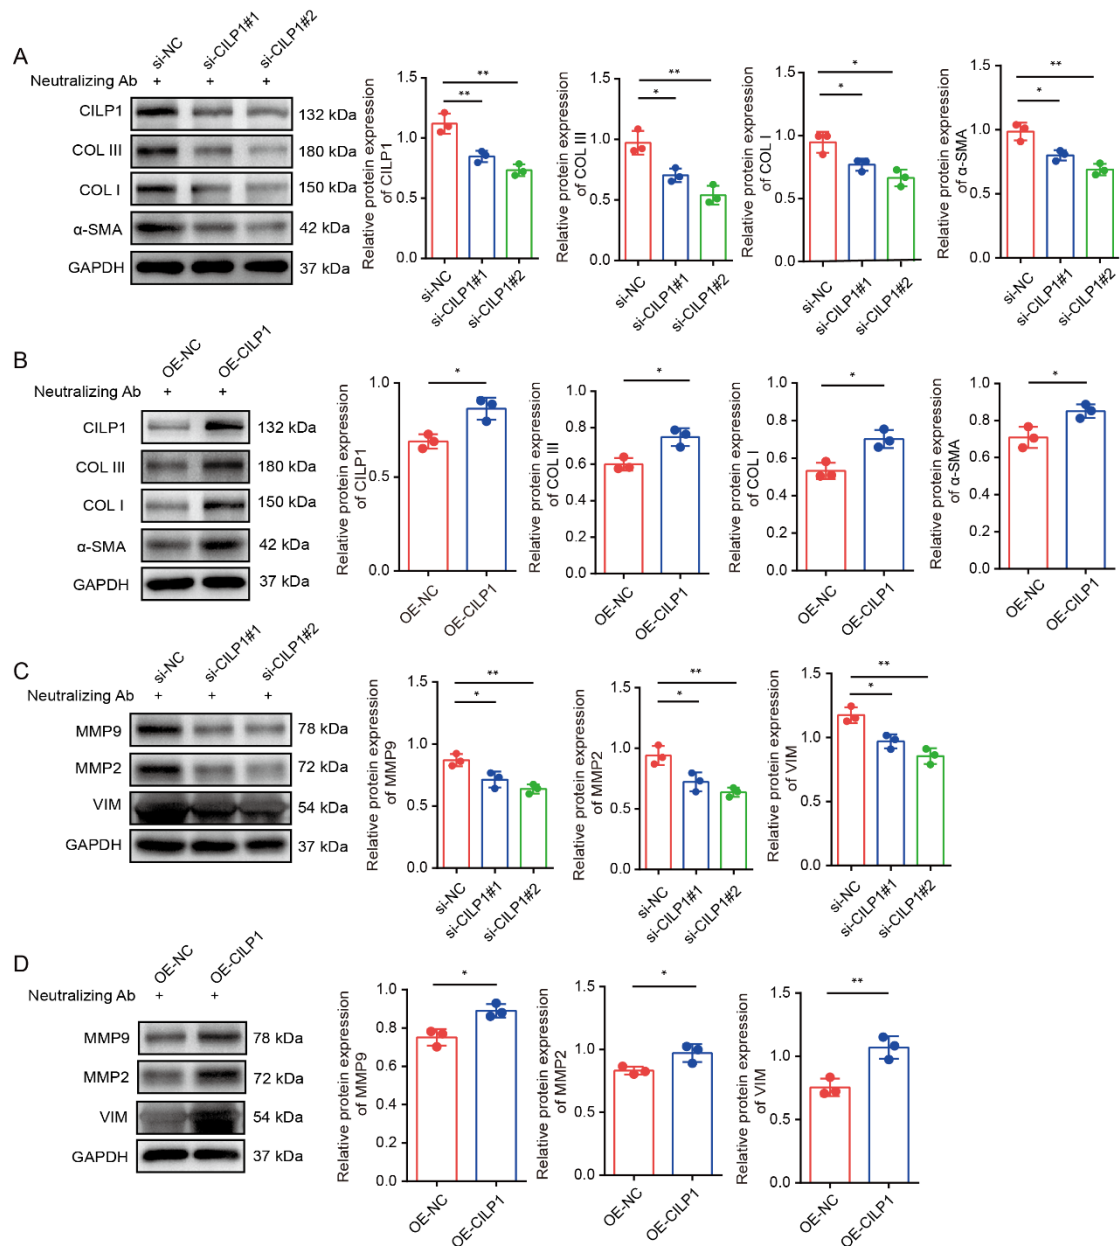 A
si-NC
si-CILP1#1
si-CILP1#2
Neutralizing Ab + + +
CILP1 132 kDa
COL III 180 kDa
COL I 150 kDa
α-SMA 42 kDa
GAPDH 37 kDa
Relative protein expression
of CILP1
1.5
1.0
0.5
0.0
**
**
si-NC
si-CILP1#1
si-CILP1#2
Relative protein expression
of COL III
1.5
1.0
0.5
0.0
**
*
si-NC
si-CILP1#1
si-CILP1#2
Relative protein expression
of COL I
1.5
1.0
0.5
0.0
*
*
si-NC
si-CILP1#1
si-CILP1#2
Relative protein expression
of α-SMA
1.5
1.0
0.5
0.0
**
*
si-NC
si-CILP1#1
si-CILP1#2
B
OE-NC
OE-CILP1
Neutralizing Ab + +
CILP1 132 kDa
COL III 180 kDa
COL I 150 kDa
α-SMA 42 kDa
GAPDH 37 kDa
Relative protein expression
of CILP1
1.0
0.5
0.0
*
OE-NC
OE-CILP1
Relative protein expression
of COL III
1.0
0.8
0.6
0.4
0.2
0.0
*
OE-NC
OE-CILP1
Relative protein expression
of COL I
1.0
0.8
0.6
0.4
0.2
0.0
*
OE-NC
OE-CILP1
Relative protein expression
of α-SMA
1.0
0.8
0.6
0.4
0.2
0.0
*
OE-NC
OE-CILP1
C
si-NC
si-CILP1#1
si-CILP1#2
Neutralizing Ab + + +
MMP9 78 kDa
MMP2 72 kDa
VIM 54 kDa
GAPDH 37 kDa
Relative protein expression
of MMP9
1.5
1.0
0.5
0.0
**
*
si-NC
si-CILP1#1
si-CILP1#2
Relative protein expression
of MMP2
1.5
1.0
0.5
0.0
**
*
si-NC
si-CILP1#1
si-CILP1#2
Relative protein expression
of VIM
1.5
1.0
0.5
0.0
**
*
si-NC
si-CILP1#1
si-CILP1#2
D
OE-NC
OE-CILP1
Neutralizing Ab + +
MMP9 78 kDa
MMP2 72 kDa
VIM 54 kDa
GAPDH 37 kDa
Relative protein expression
of MMP9
1.0
0.8
0.6
0.4
0.2
0.0
*
OE-NC
OE-CILP1
Relative protein expression
of MMP2
1.5
1.0
0.5
0.0
*
OE-NC
OE-CILP1
Relative protein expression
of VIM
1.5
1.0
0.5
0.0
**
OE-NC
OE-CILP1